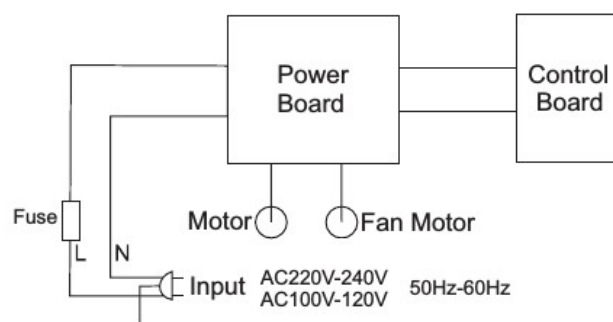 Power
Board
Control
Board
Motor
Fan Motor
Fuse
L
N
Input
AC220V-240V
AC100V-120V
50Hz-60Hz